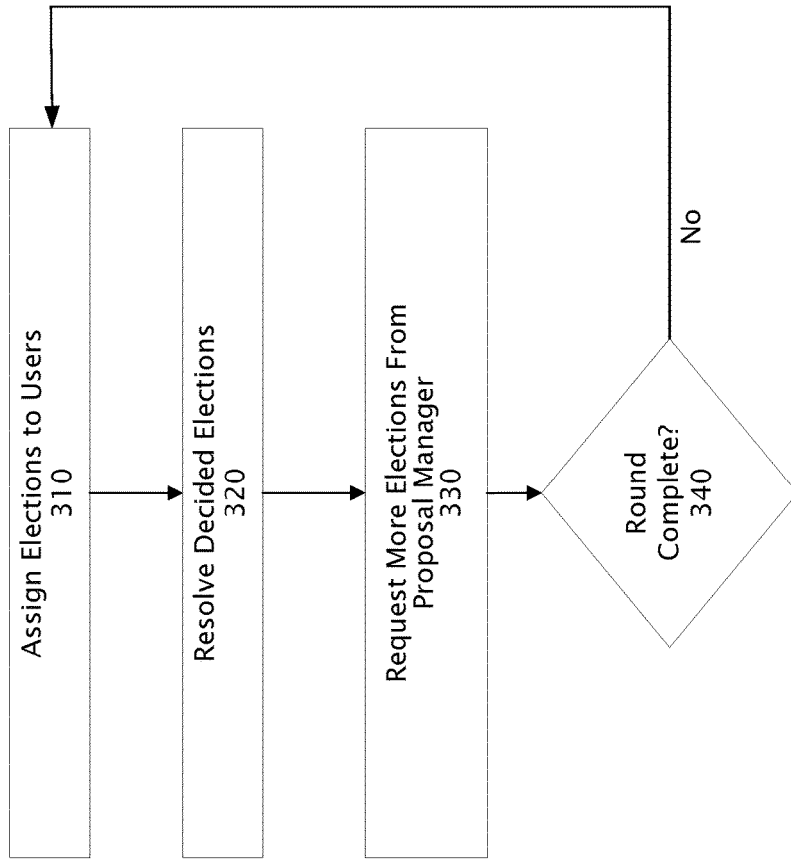 Assign Elections to Users
310
Resolve Decided Elections
320
Request More Elections From
Proposal Manager
330
Round
Complete?
340
No